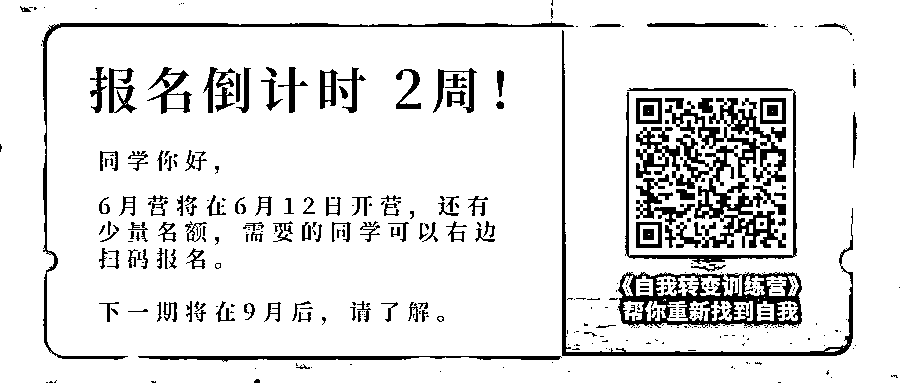 报名倒计时 2周！
同学你好，
6月营将在6月12日开营，还有
少量名额，需要的同学可以右边
扫码报名。
下一期将在9月后，请了解。
《自我转变训练营》
帮你重新找到自我